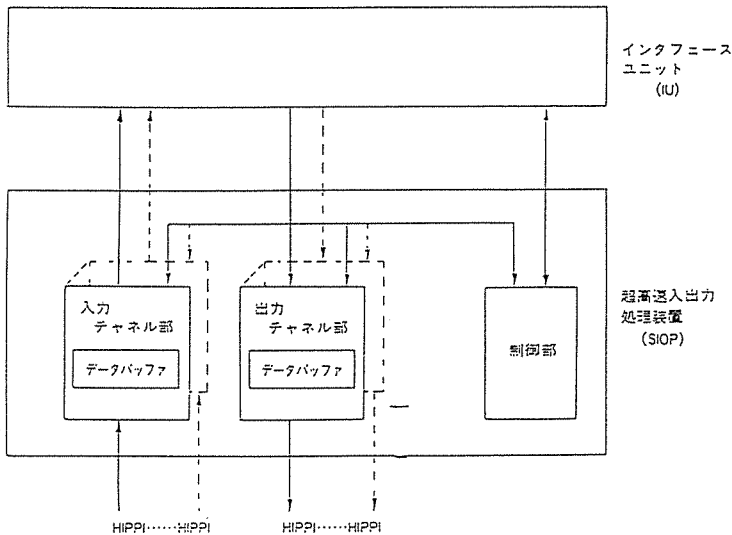 インタフェース
ユニット
(IU)
超高速入出力
処理装置
(SIOP)
入力
チャネル部
データバッファ
出力
チャネル部
データバッファ
制御部
HIPPI……HIPPI
HIPPI……HIPPI